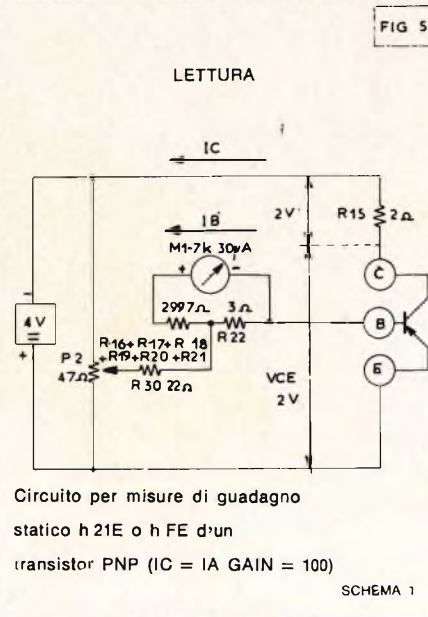 FIG 5
LETTURA
IC
IB
2V
R15
2Ω
M1-7k 30µA
+
-
C
2997Ω
3Ω
R22
B
-
4V
=
+
P2
47Ω
R16+R17+R 18
+R19+R20+R21
R30 22Ω
VCE
2V
E
Circuito per misure di guadagno
statico h 21E o h FE d'un
transistor PNP (IC = IA GAIN = 100)
SCHEMA 1